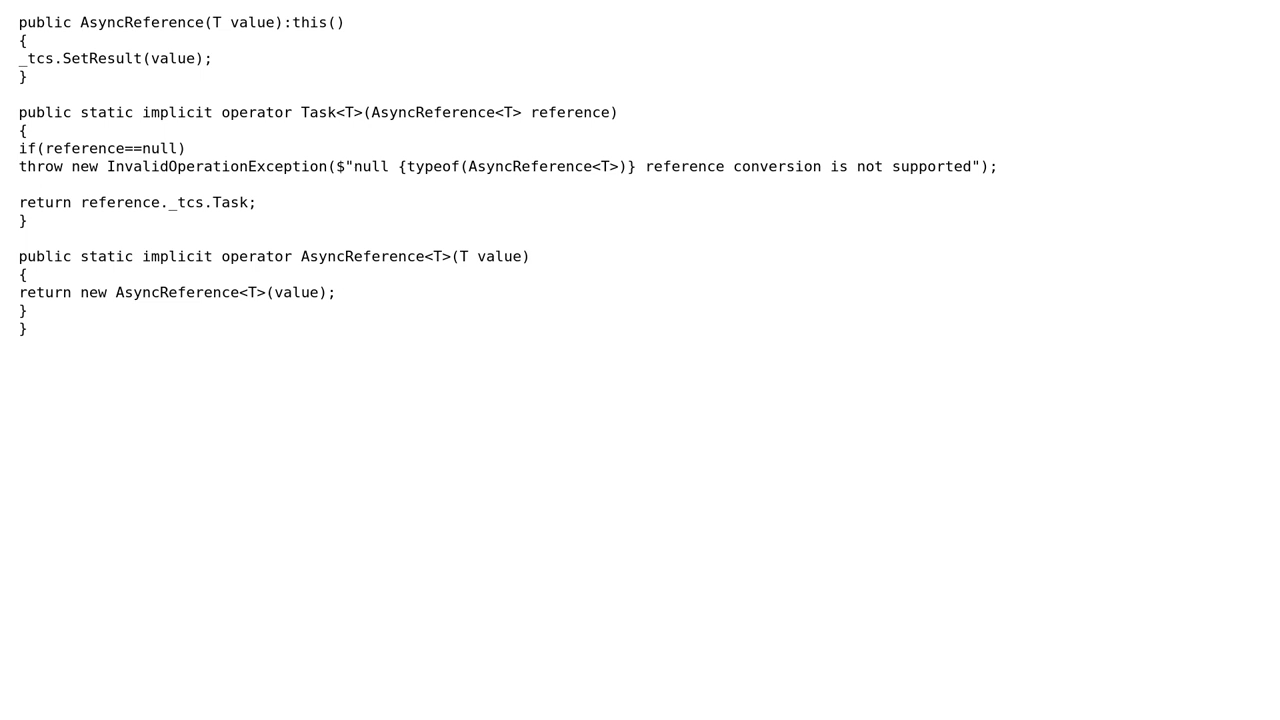 public AsyncReference(T value):this()
{
_tcs.SetResult(value);
}

public static implicit operator Task<T>(AsyncReference<T> reference)
{
if(reference==null)
throw new InvalidOperationException($"null {typeof(AsyncReference<T>)} reference conversion is not supported");

return reference._tcs.Task;
}

public static implicit operator AsyncReference<T>(T value)
{
return new AsyncReference<T>(value);
}
}